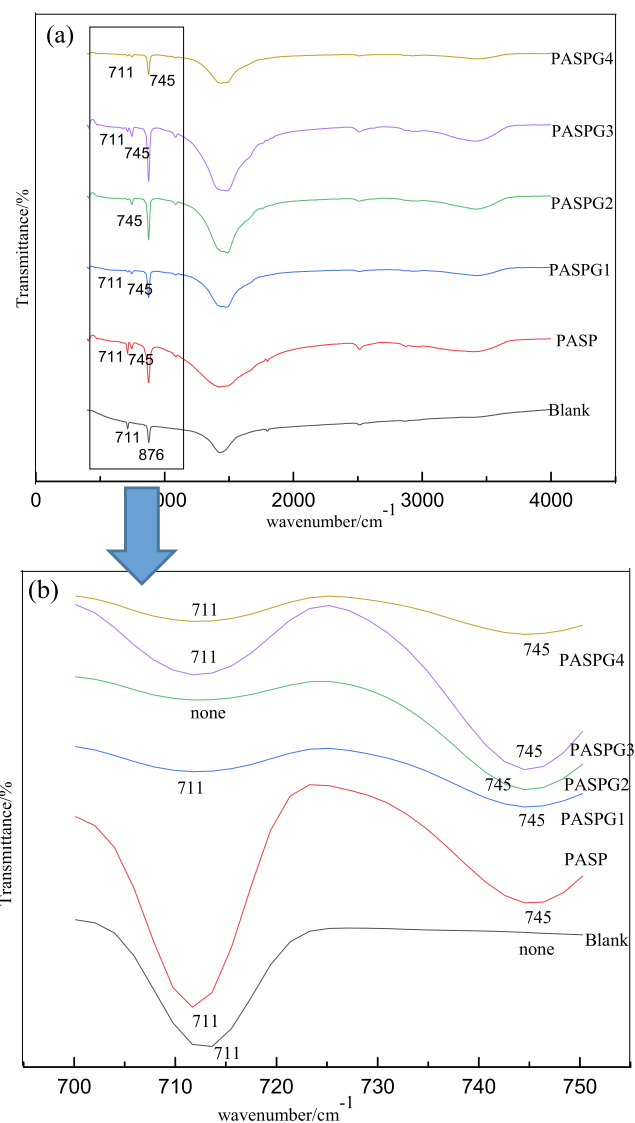 (a)
PASPG4
711
745
PASPG3
711
745
PASPG2
745
PASPG1
711
745
PASP
711
745
Blank
711
876
Transmittance/%
0
2000
3000
4000
wavenumber/cm-1
(b)
711
745
PASPG4
711
745
PASPG3
none
745
PASPG2
711
745
PASPG1
PASP
745
711
none
Blank
711
Transmittance/%
700
710
720
730
740
750
wavenumber/cm-1